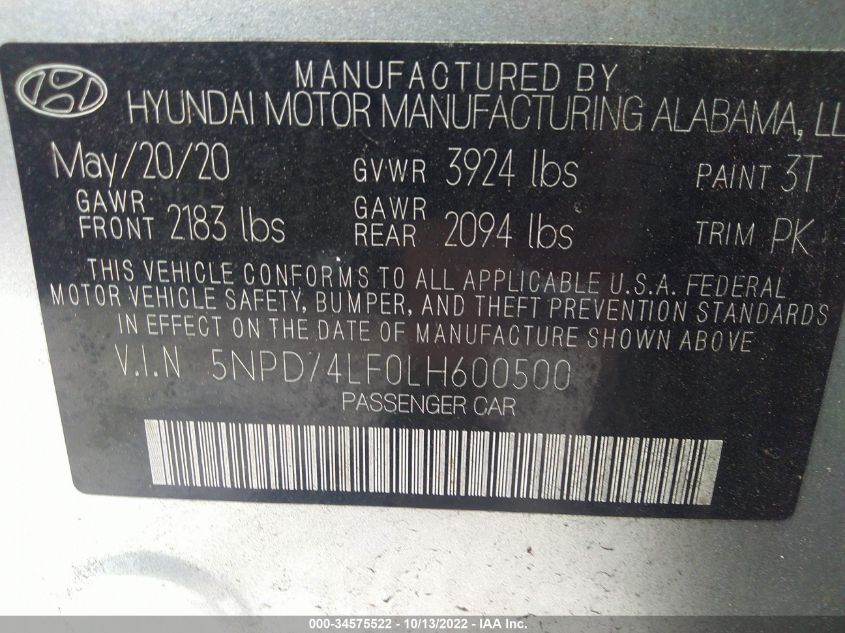 MANUFACTURED BY
HYUNDAI MOTOR MANUFACTURING ALABAMA, LL
May/20/20 GVWR 3924 lbs PAINT 3T
GAWR FRONT 2183 lbs GAWR REAR 2094 lbs TRIM PK
THIS VEHICLE CONFORMS TO ALL APPLICABLE U.S.A. FEDERAL
MOTOR VEHICLE SAFETY, BUMPER, AND THEFT PREVENTION STANDARDS
IN EFFECT ON THE DATE OF MANUFACTURE SHOWN ABOVE.
V.I.N 5NPD74LF0LH600500
PASSENGER CAR
000-34575522 - 10/13/2022 - IAA Inc.